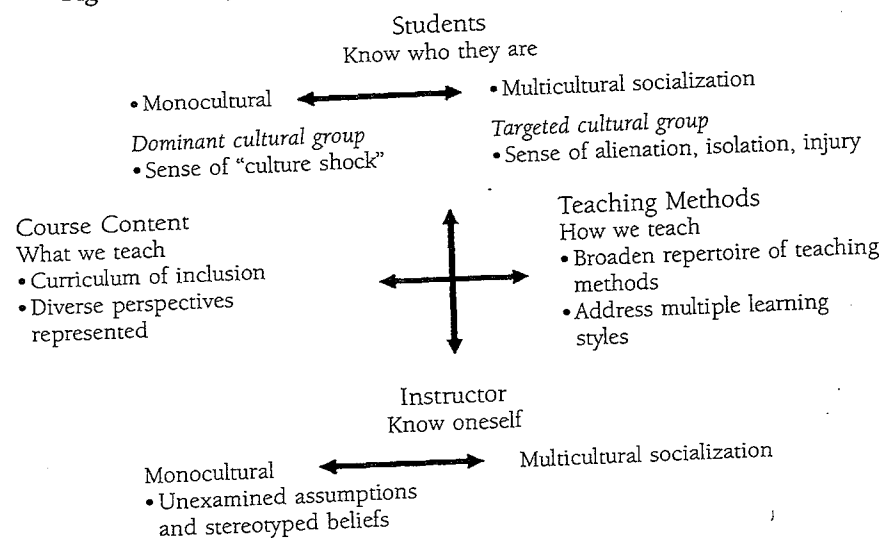 Students
Know who they are
• Monocultural
• Multicultural socialization
Dominant cultural group
• Sense of “culture shock”
Targeted cultural group
• Sense of alienation, isolation, injury
Course Content
What we teach
• Curriculum of inclusion
• Diverse perspectives
represented
Teaching Methods
How we teach
• Broaden repertoire of teaching
methods
• Address multiple learning
styles
Instructor
Know oneself
Monocultural
• Unexamined assumptions
and stereotyped beliefs
Multicultural socialization